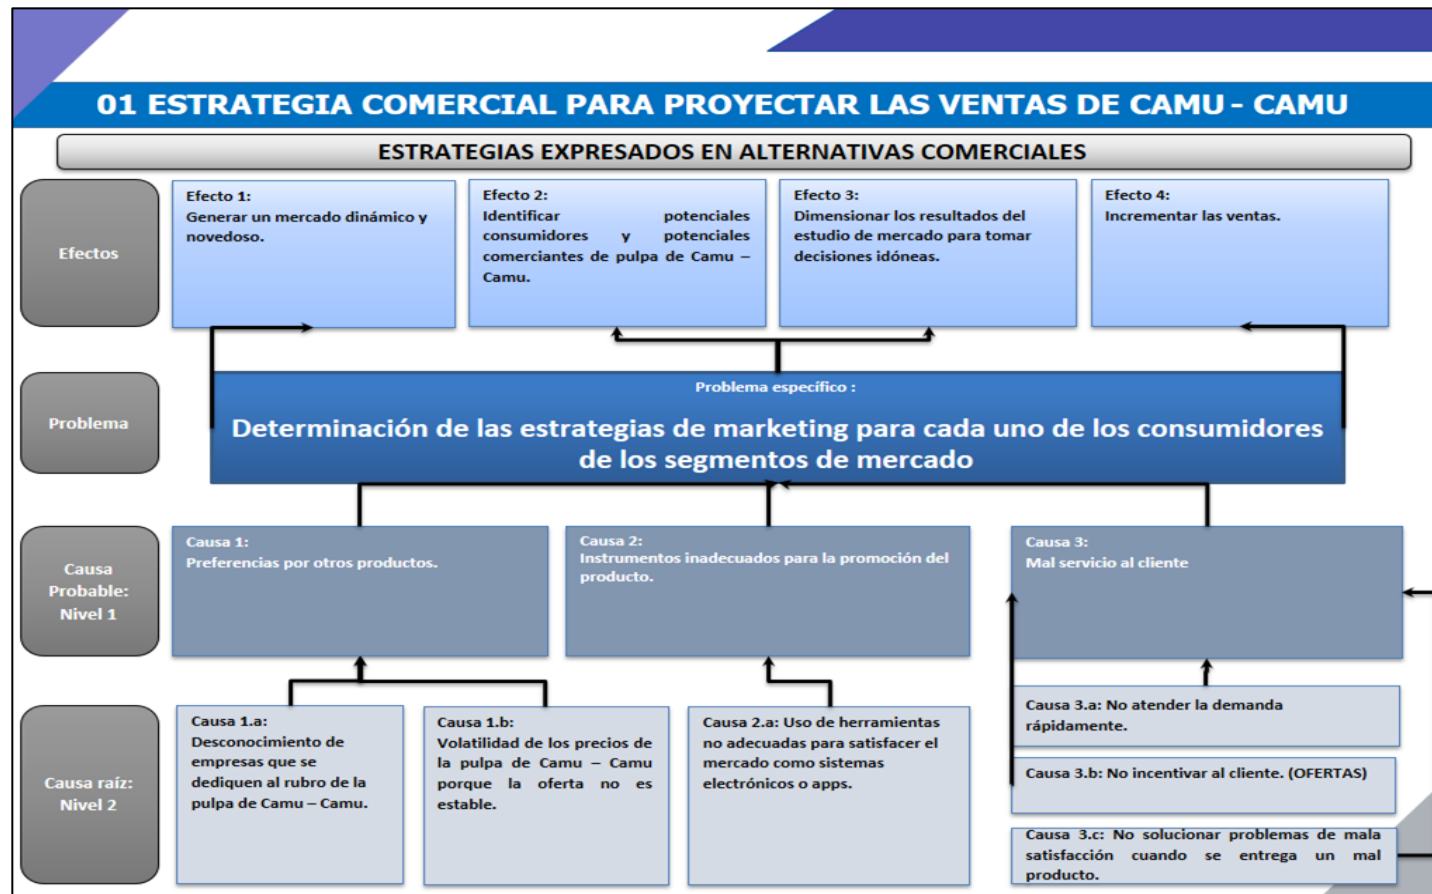 01 ESTRATEGIA COMERCIAL PARA PROYECTAR LAS VENTAS DE CAMU - CAMU
ESTRATEGIAS EXPRESADOS EN ALTERNATIVAS COMERCIALES
Efectos
Efecto 1:
Generar un mercado dinámico y
novedoso.
Efecto 2:
Identificar potenciales
consumidores y potenciales
comerciantes de pulpa de Camu –
Camu.
Efecto 3:
Dimensionar los resultados del
estudio de mercado para tomar
decisiones idóneas.
Efecto 4:
Incrementar las ventas.
Problema
Problema específico :
Determinación de las estrategias de marketing para cada uno de los consumidores
de los segmentos de mercado
Causa
Probable:
Nivel 1
Causa 1:
Preferencias por otros productos.
Causa 2:
Instrumentos inadecuados para la promoción del
producto.
Causa 3:
Mal servicio al cliente
Causa raíz:
Nivel 2
Causa 1.a:
Desconocimiento de
empresas que se
dediquen al rubro de la
pulpa de Camu – Camu.
Causa 1.b:
Volatilidad de los precios de
la pulpa de Camu – Camu
porque la oferta no es
estable.
Causa 2.a: Uso de herramientas
no adecuadas para satisfacer el
mercado como sistemas
electrónicos o apps.
Causa 3.a: No atender la demanda
rápidamente.
Causa 3.b: No incentivar al cliente. (OFERTAS)
Causa 3.c: No solucionar problemas de mala
satisfacción cuando se entrega un mal
producto.